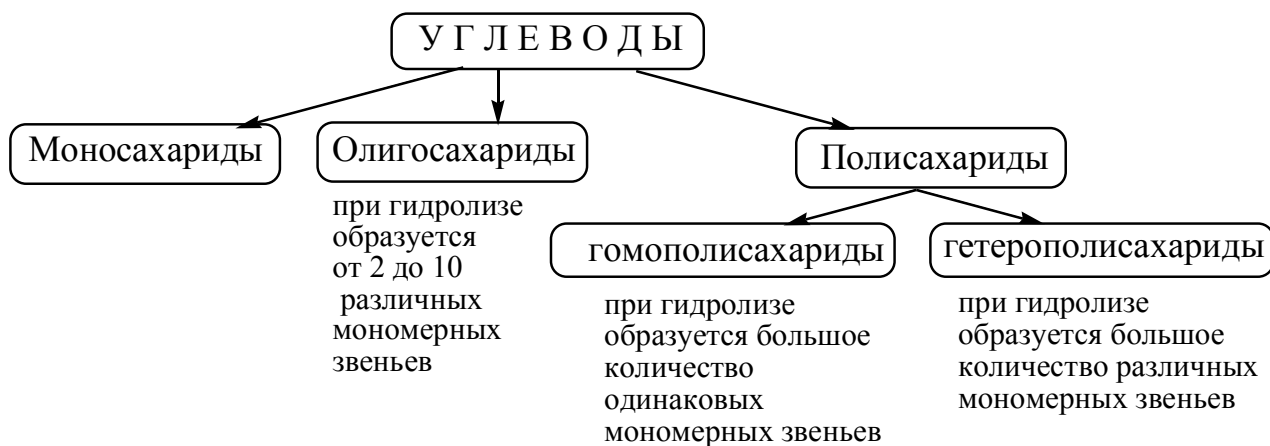 У Г Л Е В О Д Ы
Моносахариды
Олигосахариды
Полисахариды
при гидролизе
образуется
от 2 до 10
различных
мономерных
звеньев
гомополисахариды
гетерополисахариды
при гидролизе
образуется большое
количество
одинаковых
мономерных звеньев
при гидролизе
образуется большое
количество различных
мономерных звеньев